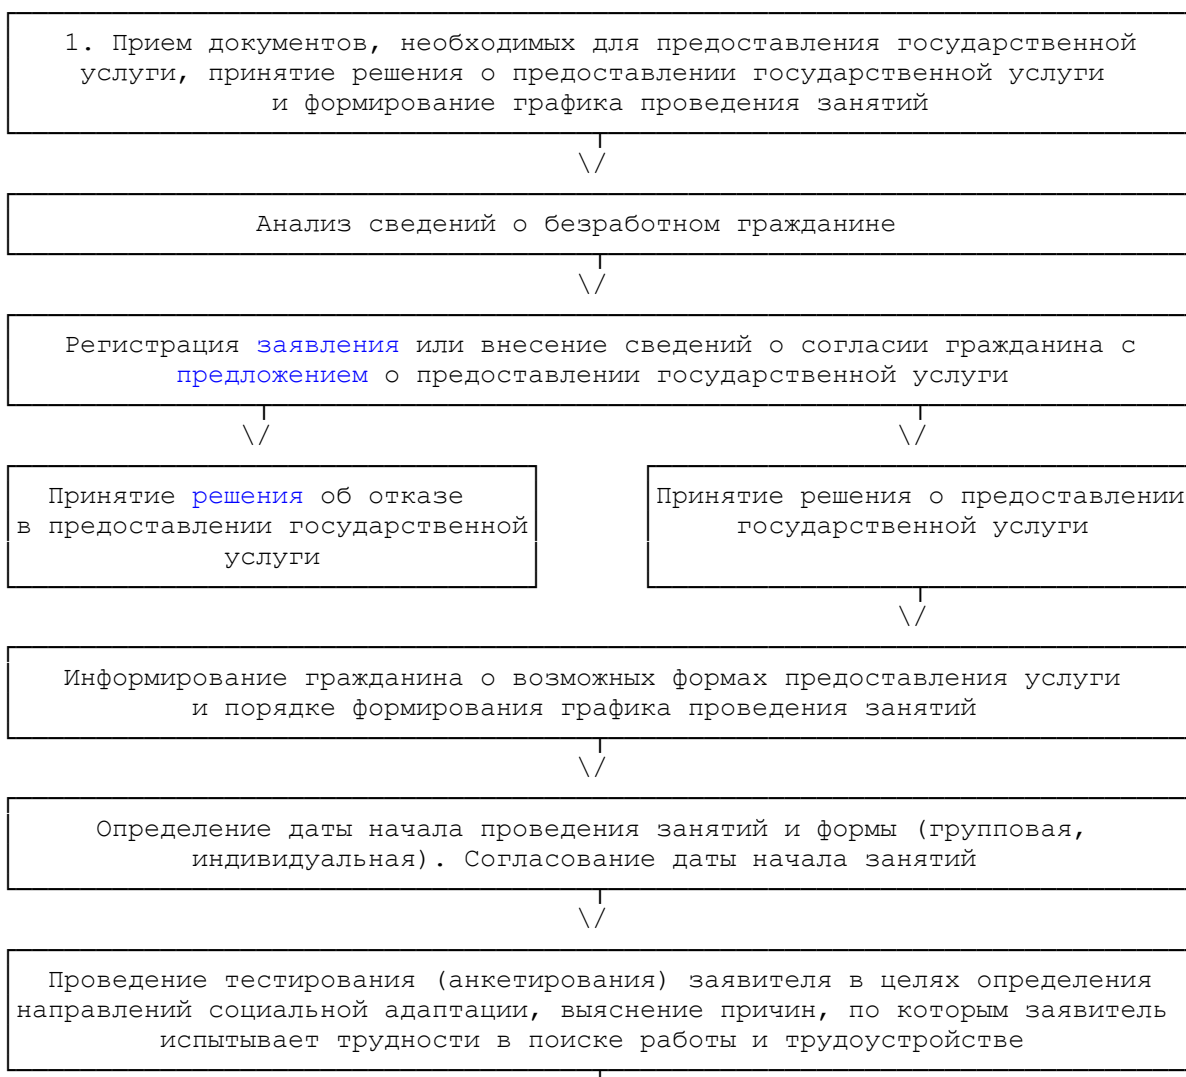 1. Прием документов, необходимых для предоставления государственной
услуги, принятие решения о предоставлении государственной услуги
и формирование графика проведения занятий
\/
Анализ сведений о безработном гражданине
\/
Регистрация заявления или внесение сведений о согласии гражданина с
предложением о предоставлении государственной услуги
\/ \/
Принятие решения об отказе
в предоставлении государственной
услуги
Принятие решения о предоставлении
государственной услуги
\/
Информирование гражданина о возможных формах предоставления услуги
и порядке формирования графика проведения занятий
\/
Определение даты начала проведения занятий и формы (групповая,
индивидуальная). Согласование даты начала занятий
\/
Проведение тестирования (анкетирования) заявителя в целях определения
направлений социальной адаптации, выяснение причин, по которым заявитель
испытывает трудности в поиске работы и трудоустройстве